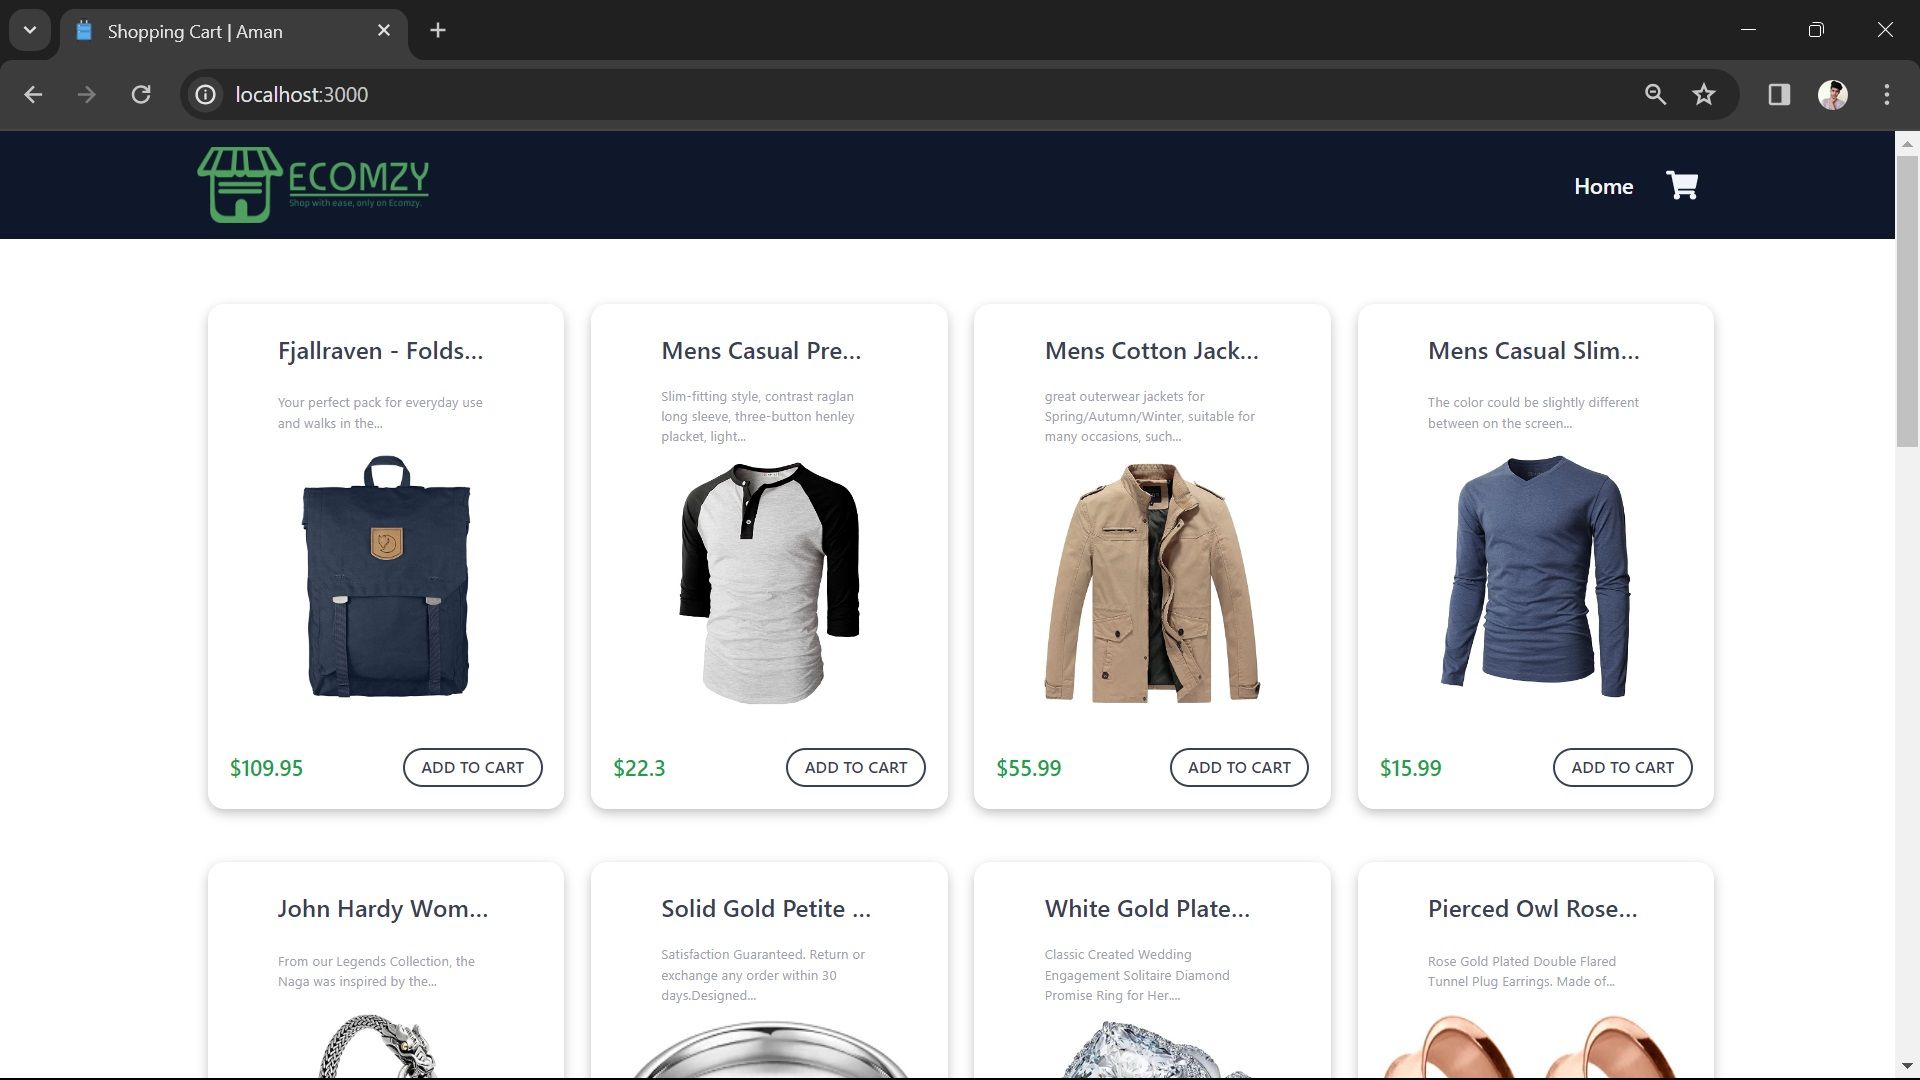 Shopping Cart | Aman
localhost:3000
ECOMZY
Shop with ease, only on Ecomzy.
Home
Fjallraven - Folds...
Your perfect pack for everyday use
and walks in the...
$109.95
ADD TO CART
Mens Casual Pre...
Slim-fitting style, contrast raglan
long sleeve, three-button henley
placket, light...
$22.3
ADD TO CART
Mens Cotton Jack...
great outerwear jackets for
Spring/Autumn/Winter, suitable for
many occasions, such...
$55.99
ADD TO CART
Mens Casual Slim...
The color could be slightly different
between on the screen...
$15.99
ADD TO CART
John Hardy Wom...
From our Legends Collection, the
Naga was inspired by the...
Solid Gold Petite ...
Satisfaction Guaranteed. Return or
exchange any order within 30
days.Designed...
White Gold Plate...
Classic Created Wedding
Engagement Solitaire Diamond
Promise Ring for Her....
Pierced Owl Rose...
Rose Gold Plated Double Flared
Tunnel Plug Earrings. Made of...